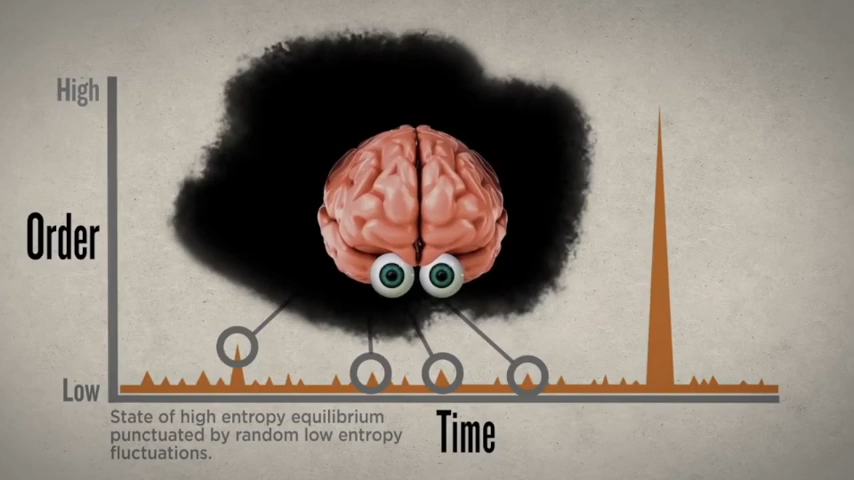 High
Order
Low
State of high entropy equilibrium
punctuated by random low entropy
fluctuations.
Time